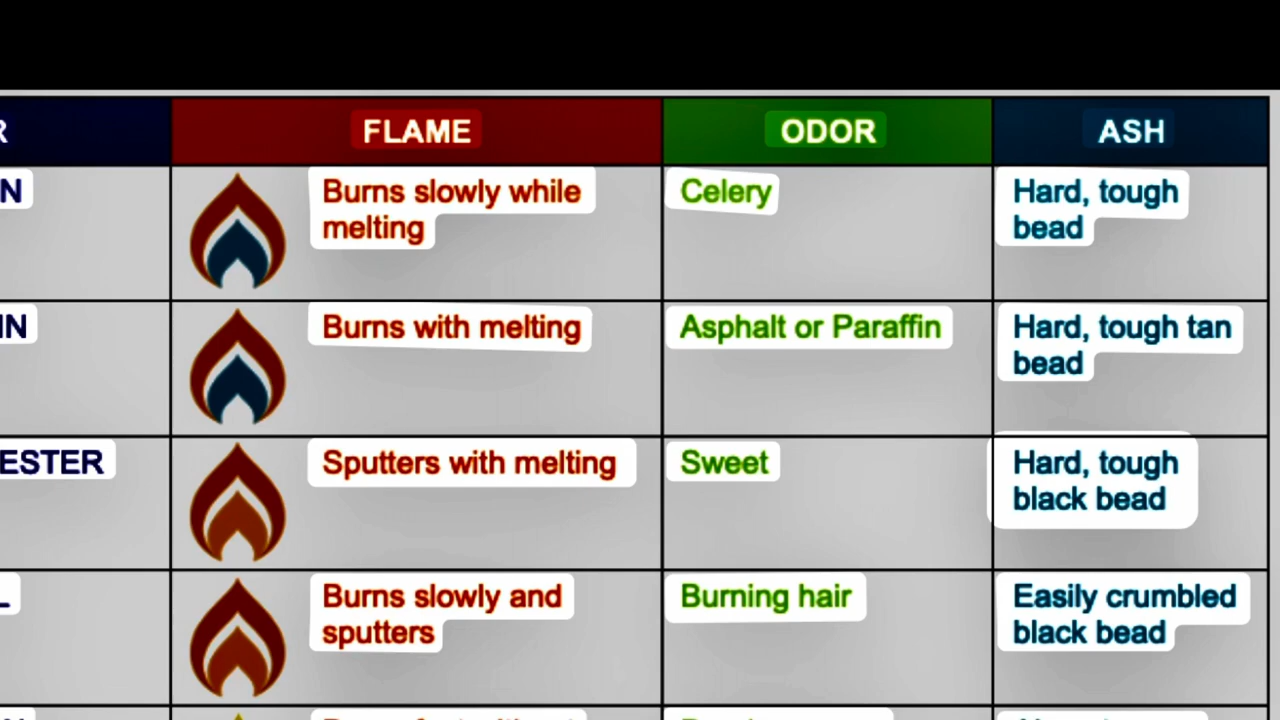 R FLAME ODOR ASH
N Burns slowly while Celery Hard, tough
melting bead
IN Burns with melting Asphalt or Paraffin Hard, tough tan
bead
ESTER Sputters with melting Sweet Hard, tough
black bead
L Burns slowly and Burning hair Easily crumbled
sputters black bead